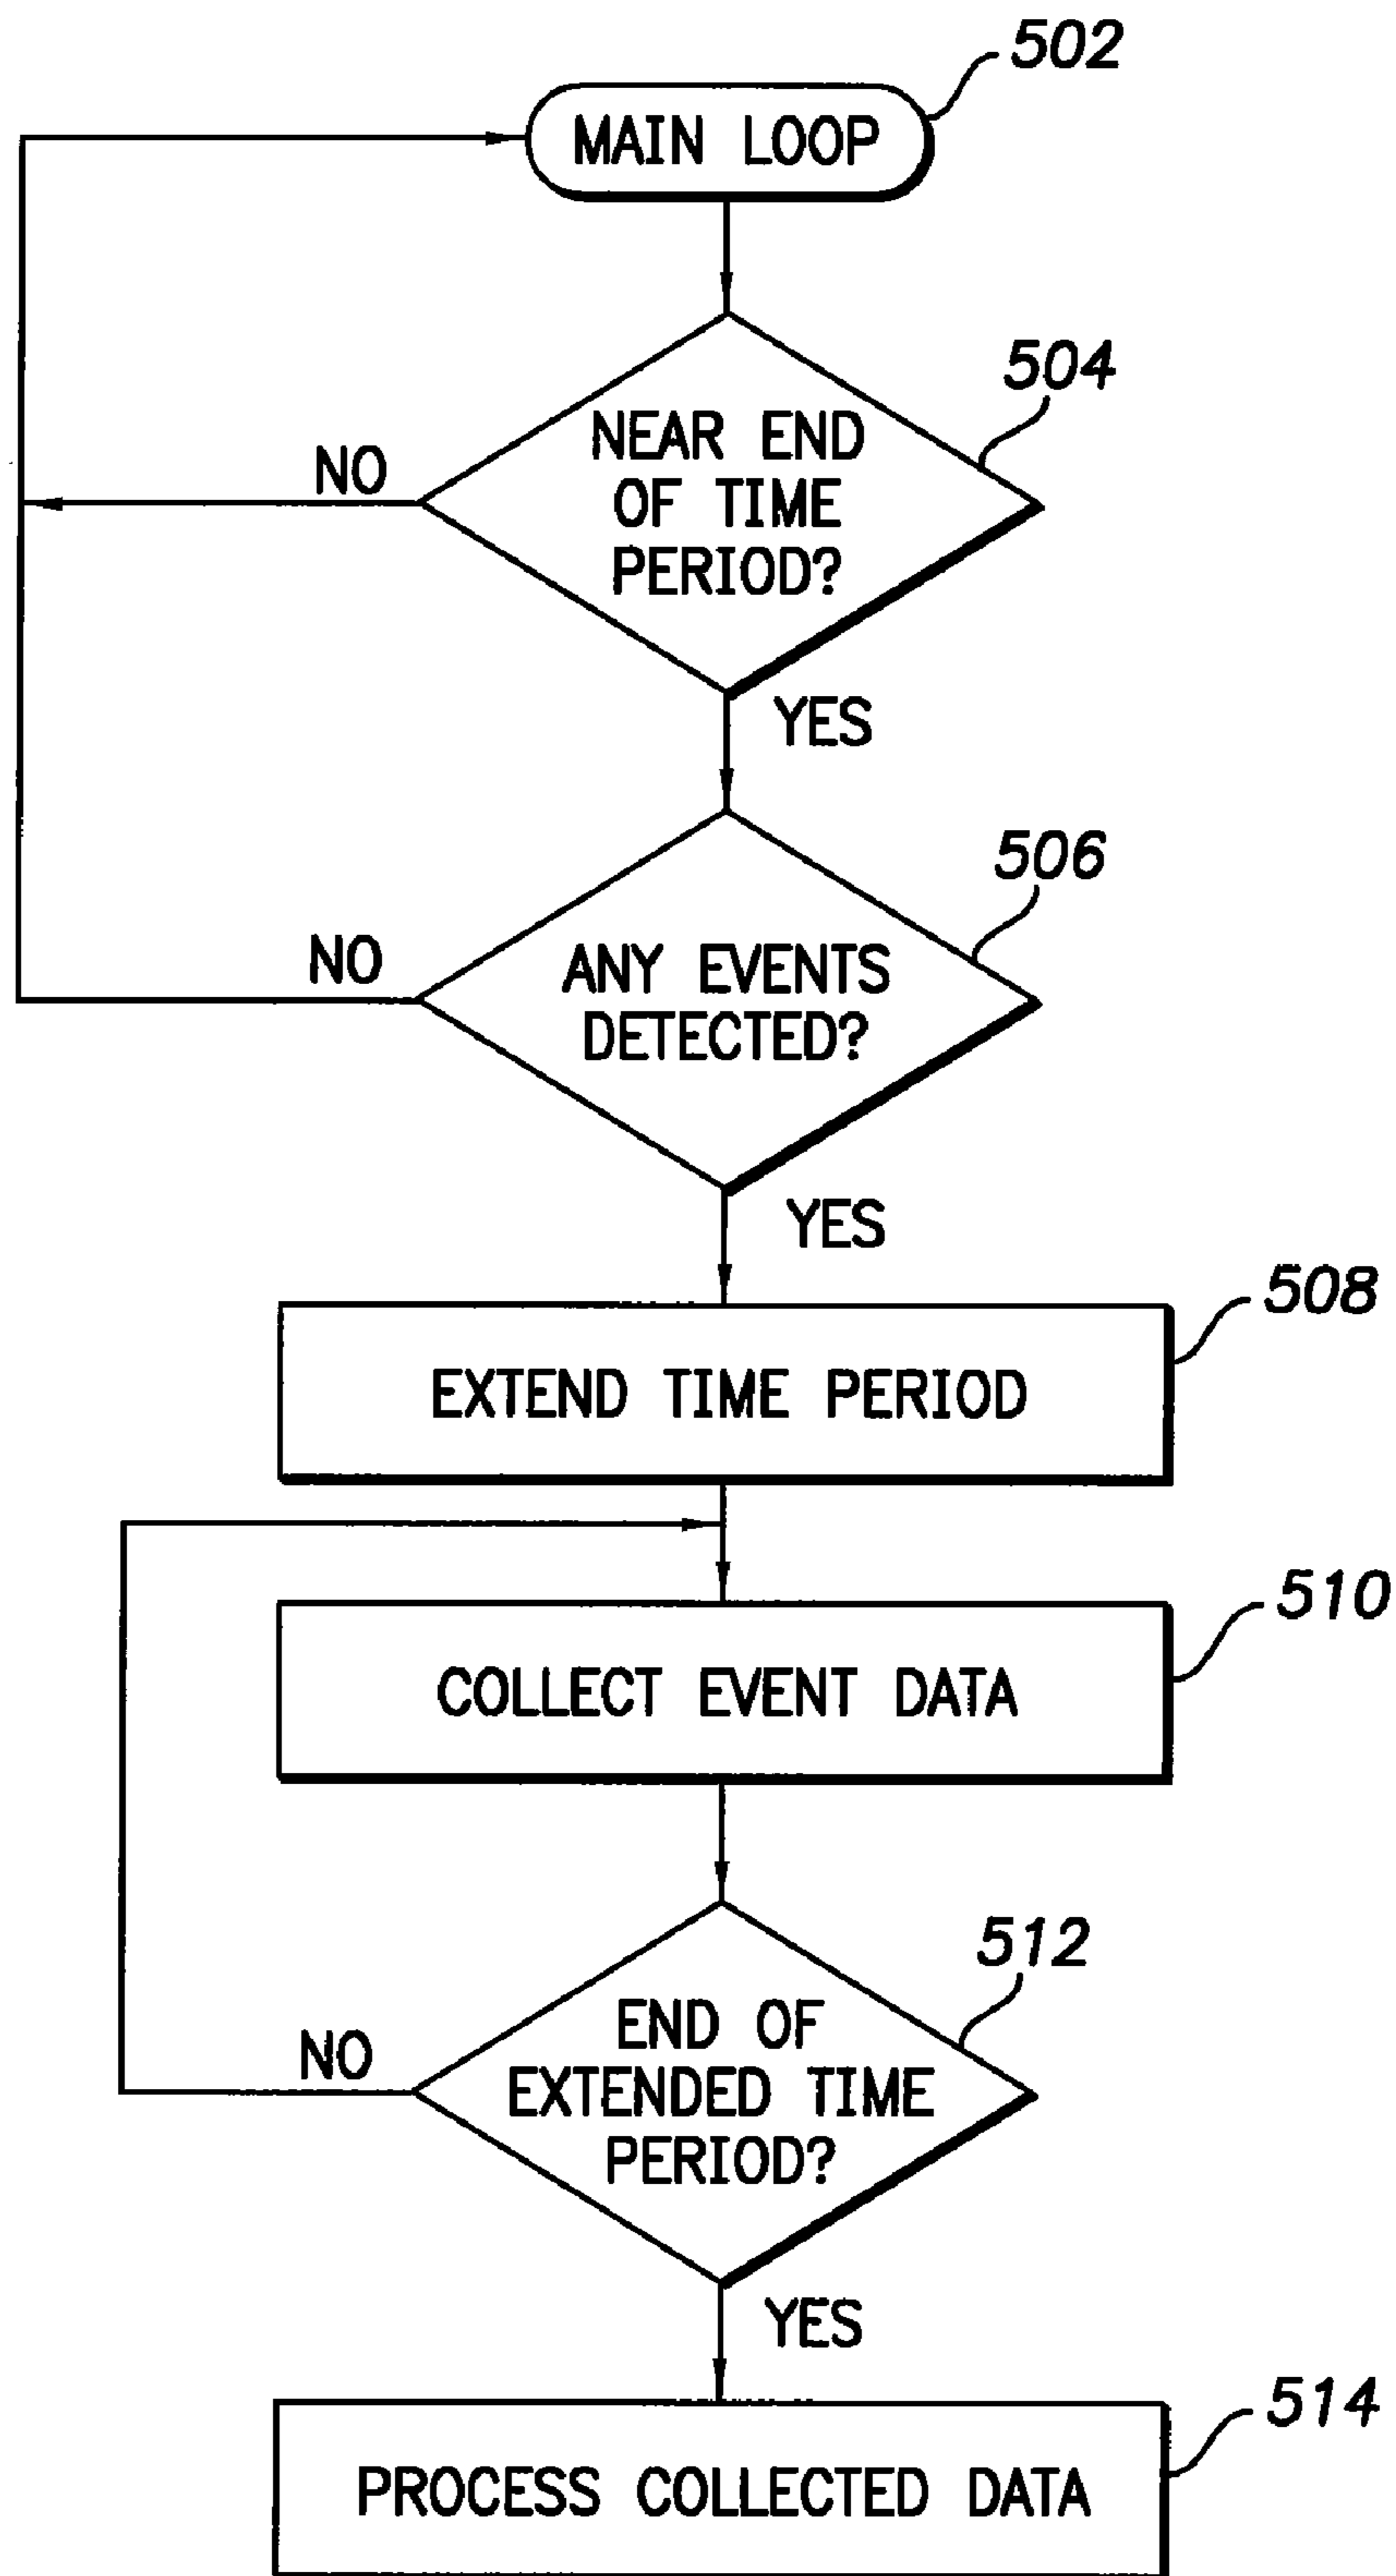 502
MAIN LOOP
504
NEAR END
OF TIME
PERIOD?
NO
YES
506
ANY EVENTS
DETECTED?
NO
YES
508
EXTEND TIME PERIOD
510
COLLECT EVENT DATA
512
END OF
EXTENDED TIME
PERIOD?
NO
YES
514
PROCESS COLLECTED DATA